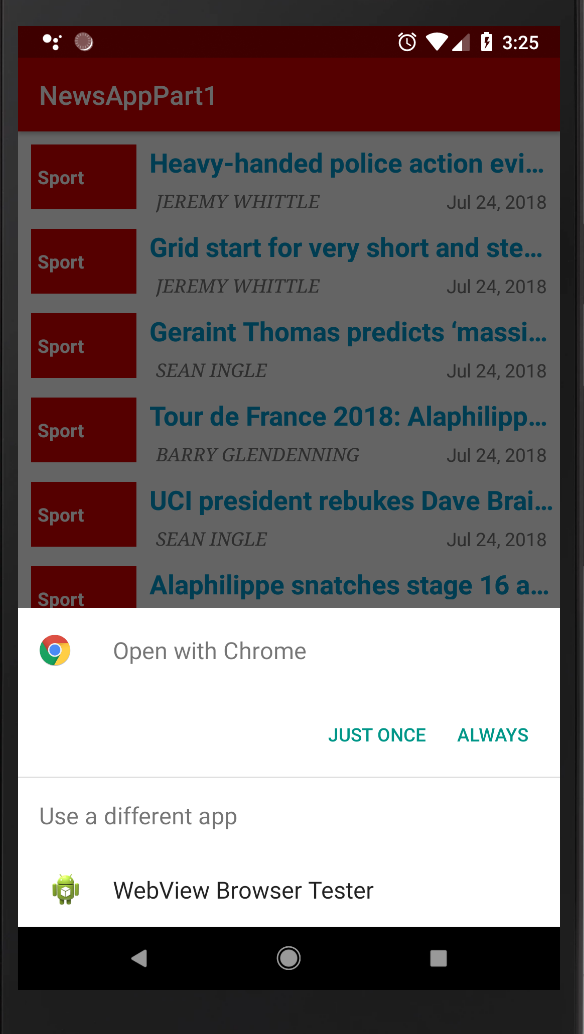 3:25
NewsAppPart1
Sport
Heavy-handed police action evi...
JEREMY WHITTLE
Jul 24, 2018
Sport
Grid start for very short and ste...
JEREMY WHITTLE
Jul 24, 2018
Sport
Geraint Thomas predicts ‘massi...
SEAN INGLE
Jul 24, 2018
Sport
Tour de France 2018: Alaphilipp...
BARRY GLENDENNING
Jul 24, 2018
Sport
UCI president rebukes Dave Brai...
SEAN INGLE
Jul 24, 2018
Sport
Alaphilippe snatches stage 16 a...
Open with Chrome
JUST ONCE
ALWAYS
Use a different app
WebView Browser Tester